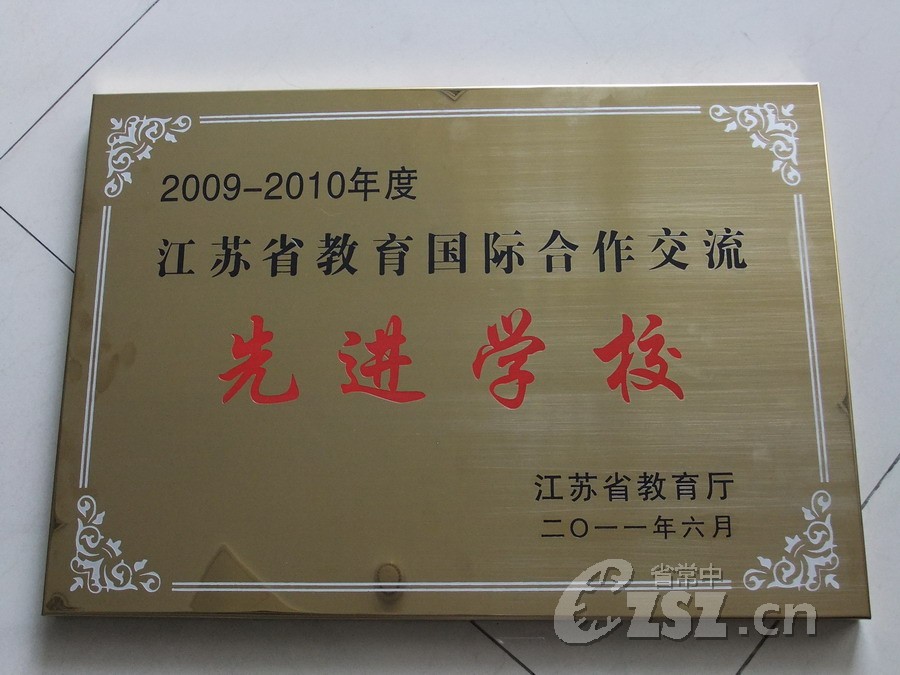 2009-2010年度
江苏省教育国际合作交流
先进学校
江苏省教育厅
二〇一一年六月
省常中
CZSZ.cn